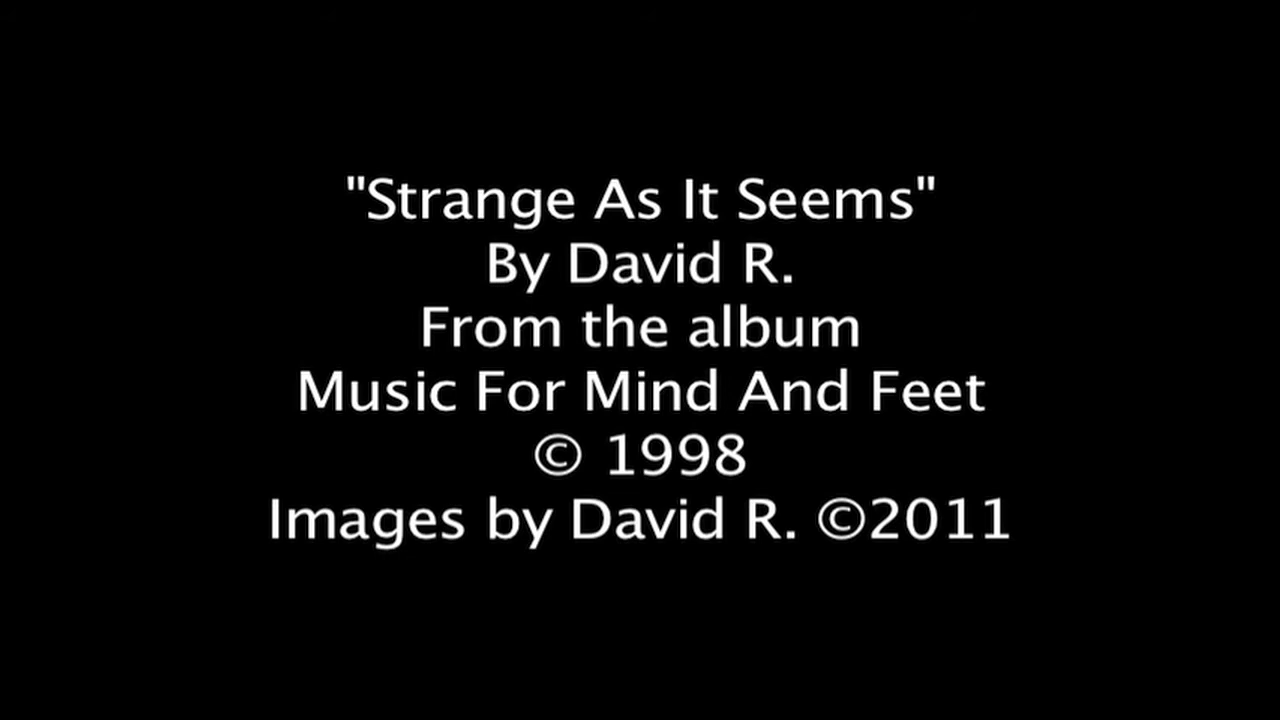 "Strange As It Seems"
By David R.
From the album
Music For Mind And Feet
© 1998
Images by David R. ©2011